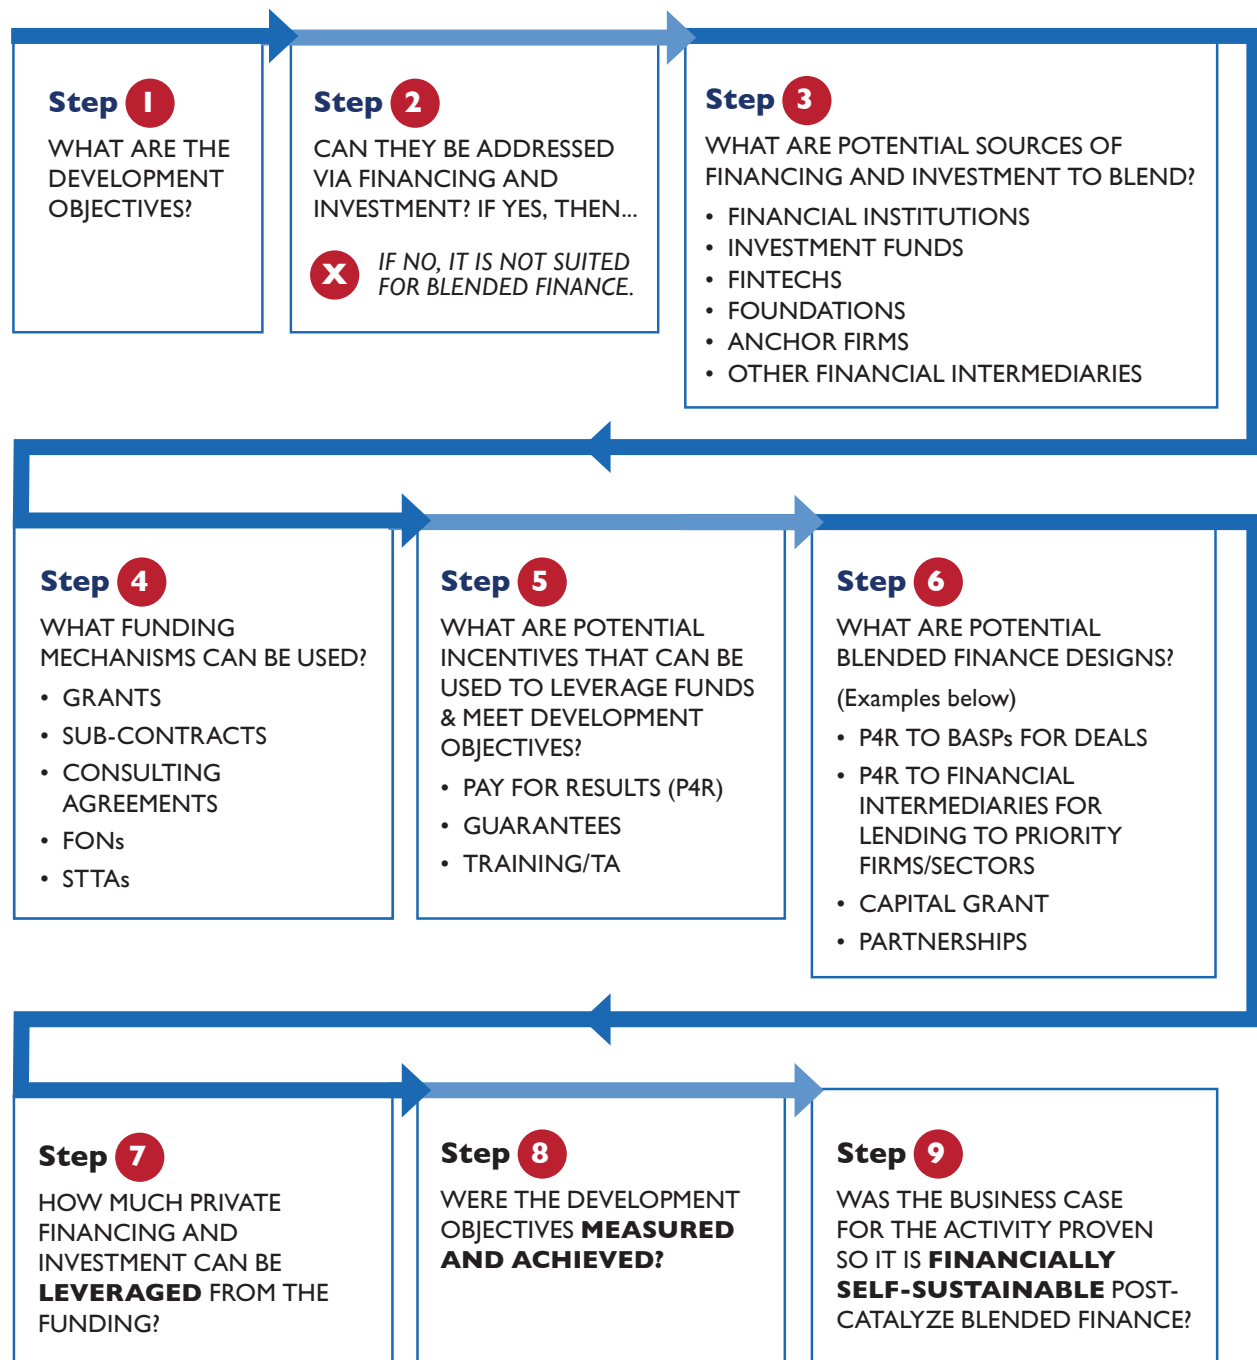 Step 1
WHAT ARE THE
DEVELOPMENT
OBJECTIVES?
Step 2
CAN THEY BE ADDRESSED
VIA FINANCING AND
INVESTMENT? IF YES, THEN...
X IF NO, IT IS NOT SUITED
FOR BLENDED FINANCE.
Step 3
WHAT ARE POTENTIAL SOURCES OF
FINANCING AND INVESTMENT TO BLEND?
• FINANCIAL INSTITUTIONS
• INVESTMENT FUNDS
• FINTECHS
• FOUNDATIONS
• ANCHOR FIRMS
• OTHER FINANCIAL INTERMEDIARIES
Step 4
WHAT FUNDING
MECHANISMS CAN BE USED?
• GRANTS
• SUB-CONTRACTS
• CONSULTING
AGREEMENTS
• FONs
• STTAs
Step 5
WHAT ARE POTENTIAL
INCENTIVES THAT CAN BE
USED TO LEVERAGE FUNDS
& MEET DEVELOPMENT
OBJECTIVES?
• PAY FOR RESULTS (P4R)
• GUARANTEES
• TRAINING/TA
Step 6
WHAT ARE POTENTIAL
BLENDED FINANCE DESIGNS?
(Examples below)
• P4R TO BASPs FOR DEALS
• P4R TO FINANCIAL
INTERMEDIARIES FOR
LENDING TO PRIORITY
FIRMS/SECTORS
• CAPITAL GRANT
• PARTNERSHIPS
Step 7
HOW MUCH PRIVATE
FINANCING AND
INVESTMENT CAN BE
LEVERAGED FROM THE
FUNDING?
Step 8
WERE THE DEVELOPMENT
OBJECTIVES MEASURED
AND ACHIEVED?
Step 9
WAS THE BUSINESS CASE
FOR THE ACTIVITY PROVEN
SO IT IS FINANCIALLY
SELF-SUSTAINABLE POST-
CATALYZE BLENDED FINANCE?